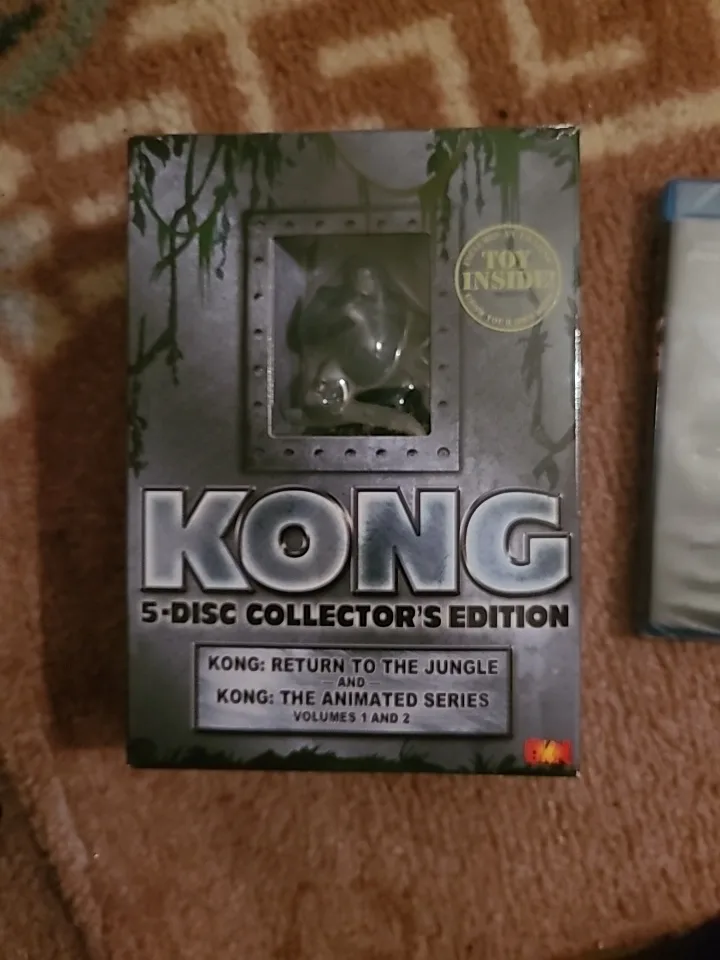 TOY
INSIDE!
KONG
5-DISC COLLECTOR'S EDITION
KONG: RETURN TO THE JUNGLE
AND
KONG: THE ANIMATED SERIES
VOLUMES 1 AND 2
BKN